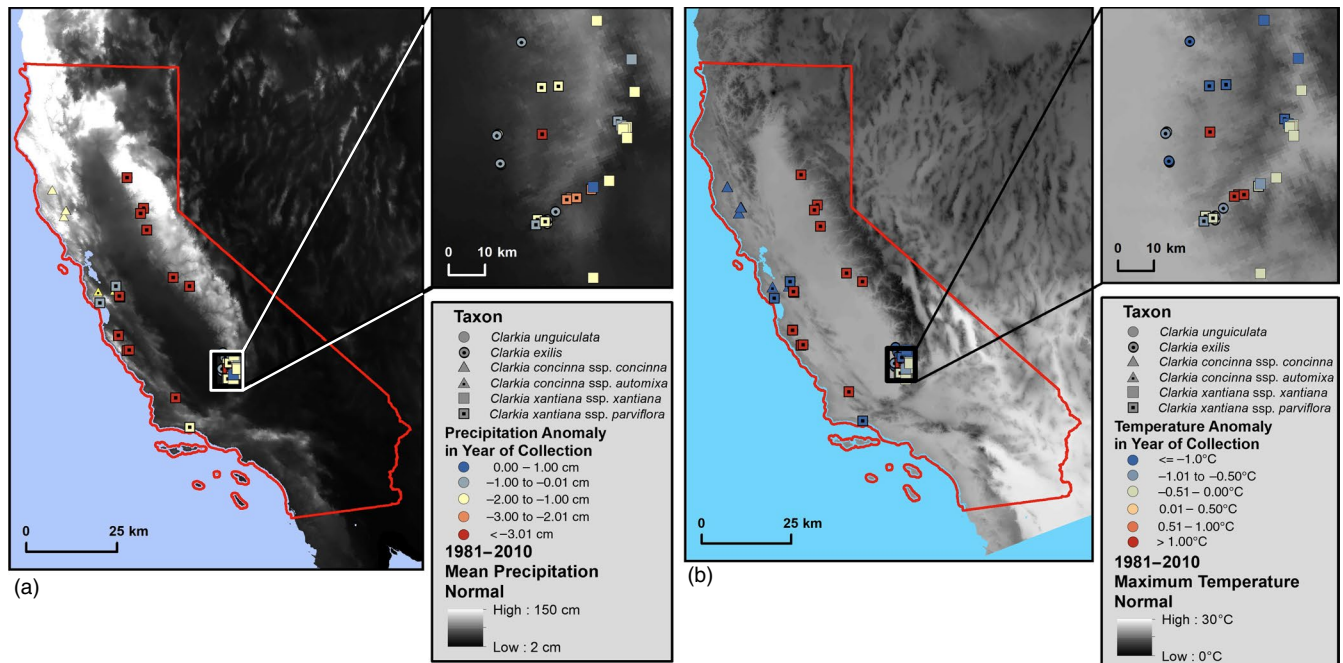 0 10 km
Taxon
Clarkia unguiculata
Clarkia exilis
Clarkia concinna ssp. concinna
Clarkia concinna ssp. automixa
Clarkia xantiana ssp. xantiana
Clarkia xantiana ssp. parviflora
Precipitation Anomaly
in Year of Collection
0.00 – 1.00 cm
–1.00 to –0.01 cm
–2.00 to –1.00 cm
–3.00 to –2.01 cm
< –3.01 cm
1981–2010
Mean Precipitation
Normal
High : 150 cm
Low : 2 cm
0 25 km
(a)
0 10 km
Taxon
Clarkia unguiculata
Clarkia exilis
Clarkia concinna ssp. concinna
Clarkia concinna ssp. automixa
Clarkia xantiana ssp. xantiana
Clarkia xantiana ssp. parviflora
Temperature Anomaly
in Year of Collection
<= –1.0°C
–1.01 to –0.50°C
–0.51 – 0.00°C
0.01 – 0.50°C
0.51 – 1.00°C
> 1.00°C
1981–2010
Maximum Temperature
Normal
High : 30°C
Low : 0°C
0 25 km
(b)